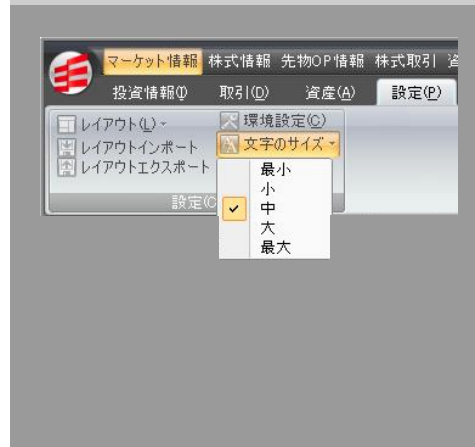 マーケット情報 株式情報 先物OP情報 株式取引
投資情報(I) 取引(D) 資産(A) 設定(P)
レイアウト(L) 環境設定(C)
レイアウトインポート 文字のサイズ
レイアウトエクスポート
最小
小
中
大
最大
設定(C